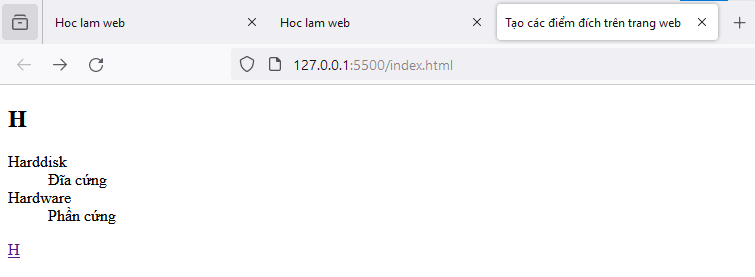 Hoc lam web
Hoc lam web
Tạo các điểm đích trên trang web
127.0.0.1:5500/index.html
H
Harddisk
Đĩa cứng
Hardware
Phần cứng
H